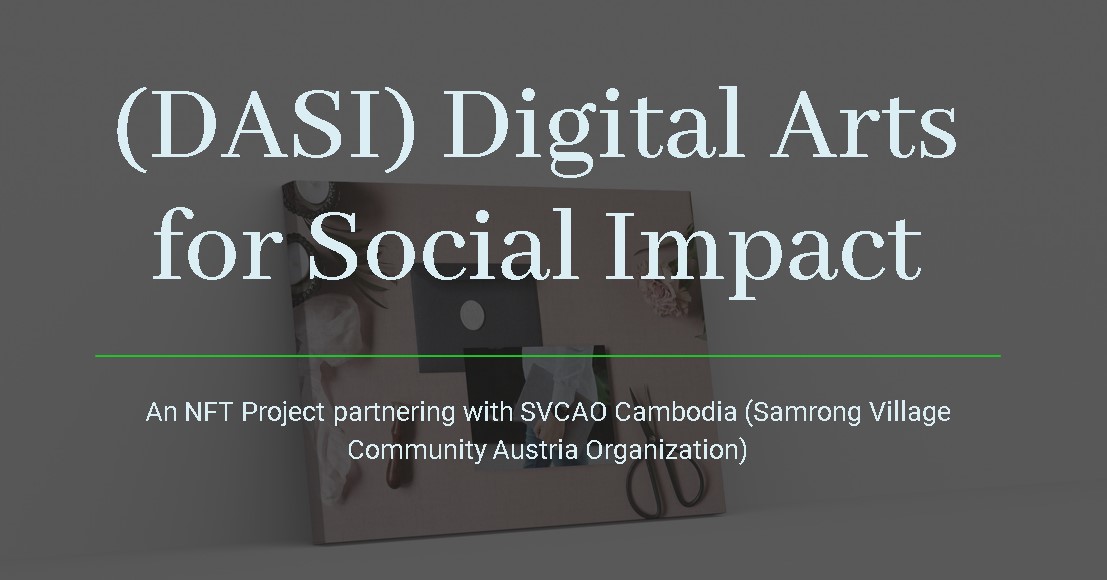 (DASI) Digital Arts
for Social Impact
An NFT Project partnering with SVCAO Cambodia (Samrong Village
Community Austria Organization)